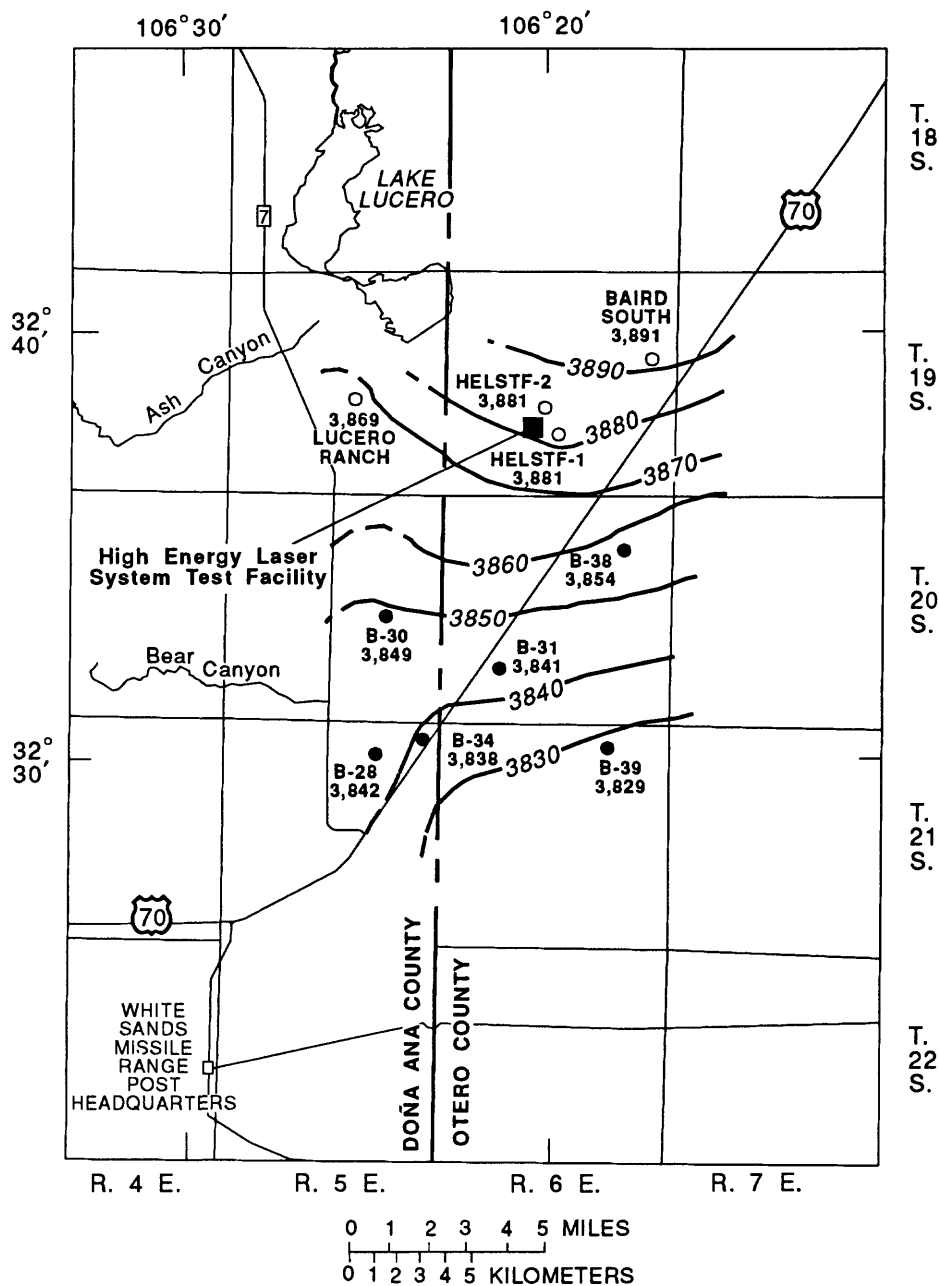 106°30′
106°20′
T.
18
S.
LAKE
LUCERO
7
70
BAIRD
SOUTH
3,891
32°
40′
Ash Canyon
T.
19
S.
3890
HELSTF-2
3,881
3,869
LUCERO
RANCH
3880
HELSTF-1
3,881
3870
High Energy Laser
System Test Facility
3860
B-38
3,854
T.
20
S.
3850
B-30
3,849
B-31
3,841
Bear Canyon
3840
32°
30′
B-34
3,838
3830
B-28
3,842
B-39
3,829
T.
21
S.
70
DOÑA ANA COUNTY
OTERO COUNTY
WHITE
SANDS
MISSILE
RANGE
POST
HEADQUARTERS
T.
22
S.
R. 4 E.
R. 5 E.
R. 6 E.
R. 7 E.
0 1 2 3 4 5 MILES
0 1 2 3 4 5 KILOMETERS